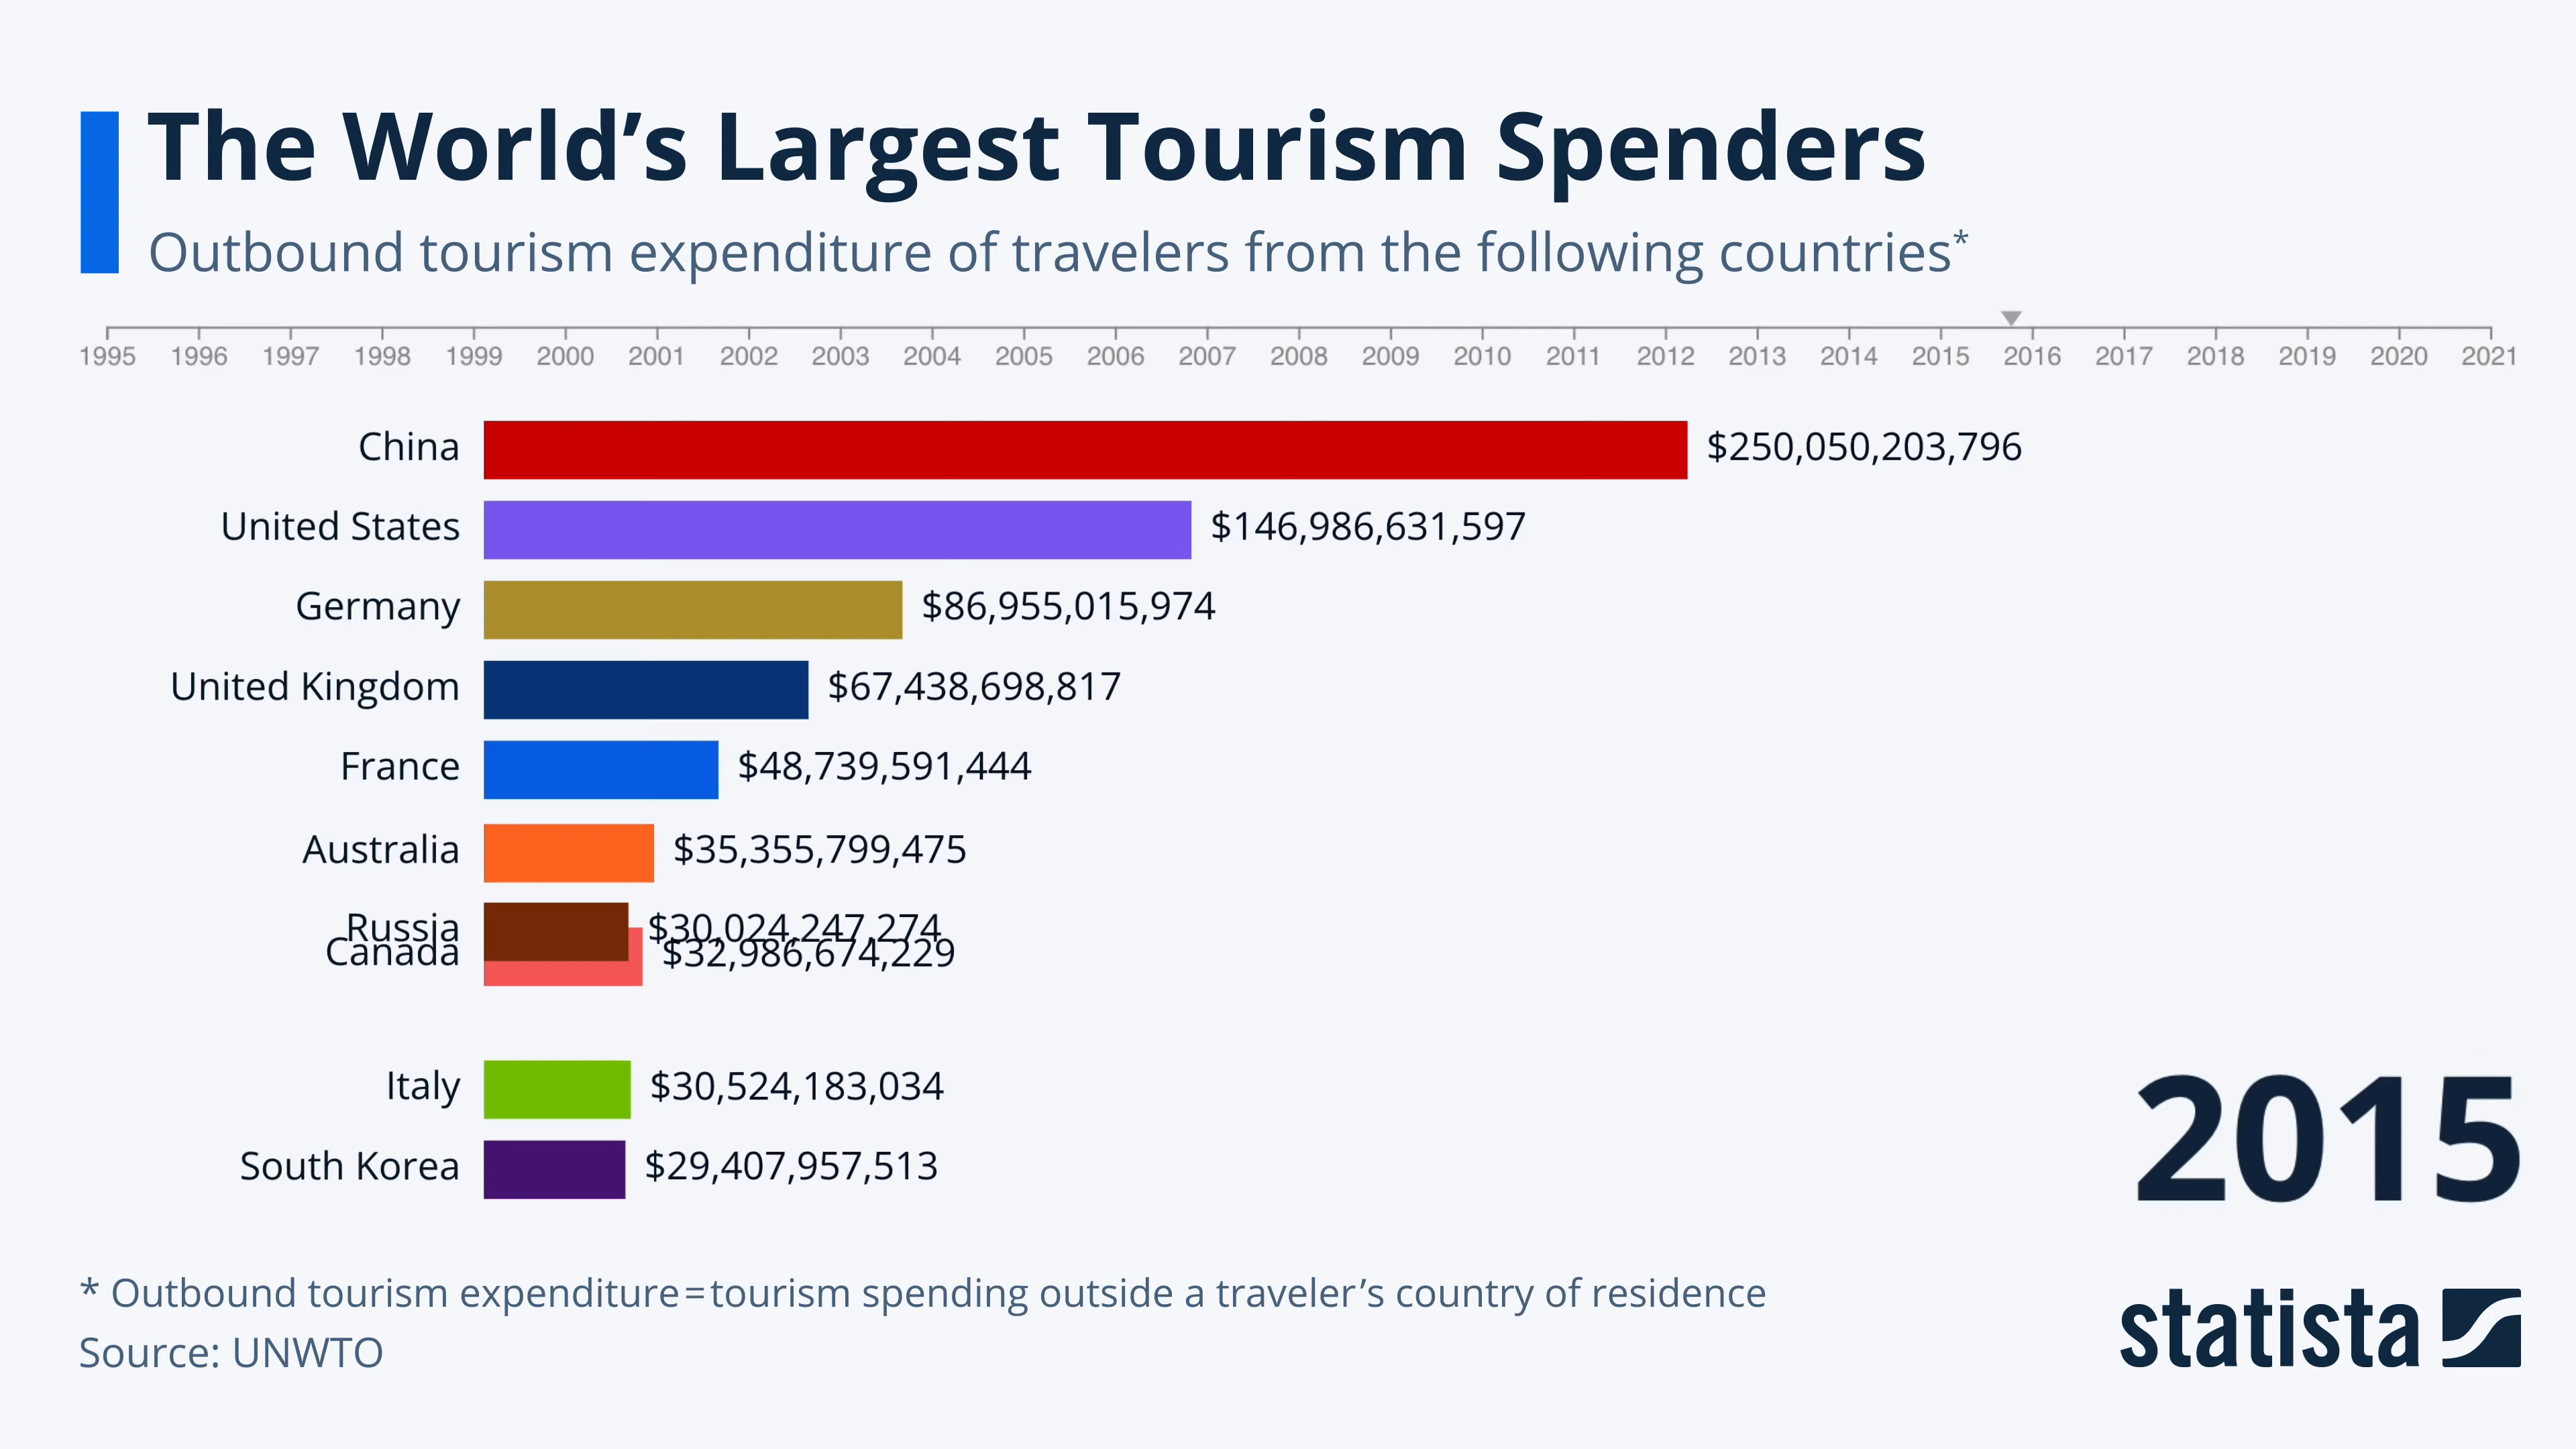 The World’s Largest Tourism Spenders
Outbound tourism expenditure of travelers from the following countries*
1995 1996 1997 1998 1999 2000 2001 2002 2003 2004 2005 2006 2007 2008 2009 2010 2011 2012 2013 2014 2015 2016 2017 2018 2019 2020 2021
China $250,050,203,796
United States $146,986,631,597
Germany $86,955,015,974
United Kingdom $67,438,698,817
France $48,739,591,444
Australia $35,355,799,475
Russia $30,024,247,274
Canada $32,986,674,229
Italy $30,524,183,034
South Korea $29,407,957,513
2015
* Outbound tourism expenditure=tourism spending outside a traveler’s country of residence
Source: UNWTO
statista